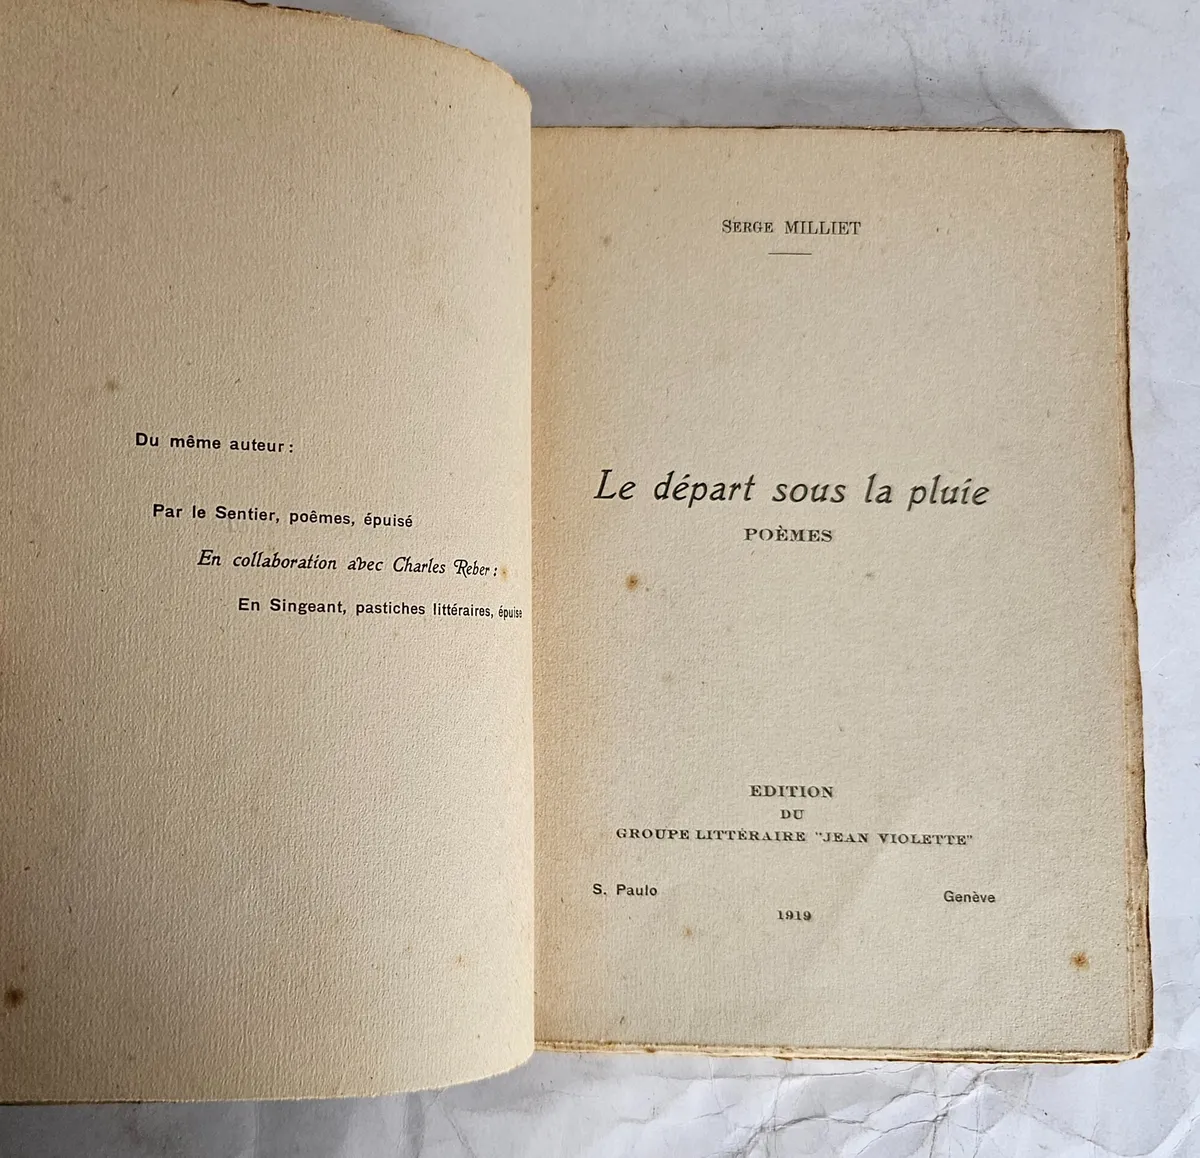 Du même auteur:
Par le Sentier, poêmes, épuisé
En collaboration avec Charles Reber:
En Singeant, pastiches littéraires, épuise
Serge MILLIET
Le départ sous la pluie
POÈMES
EDITION
DU
GROUPE LITTÉRAIRE "JEAN VIOLETTE"
S. Paulo Genève
1919